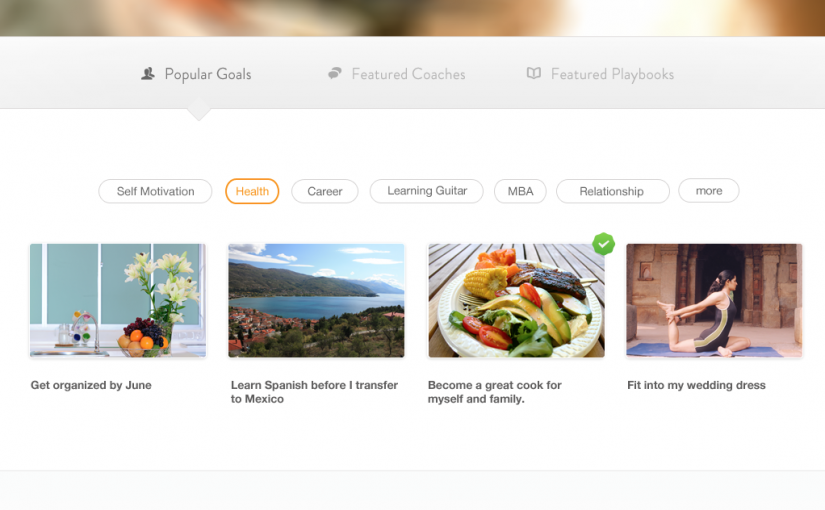 Popular Goals
Featured Coaches
Featured Playbooks
Self Motivation
Health
Career
Learning Guitar
MBA
Relationship
more
Get organized by June
Learn Spanish before I transfer
to Mexico
Become a great cook for
myself and family.
Fit into my wedding dress